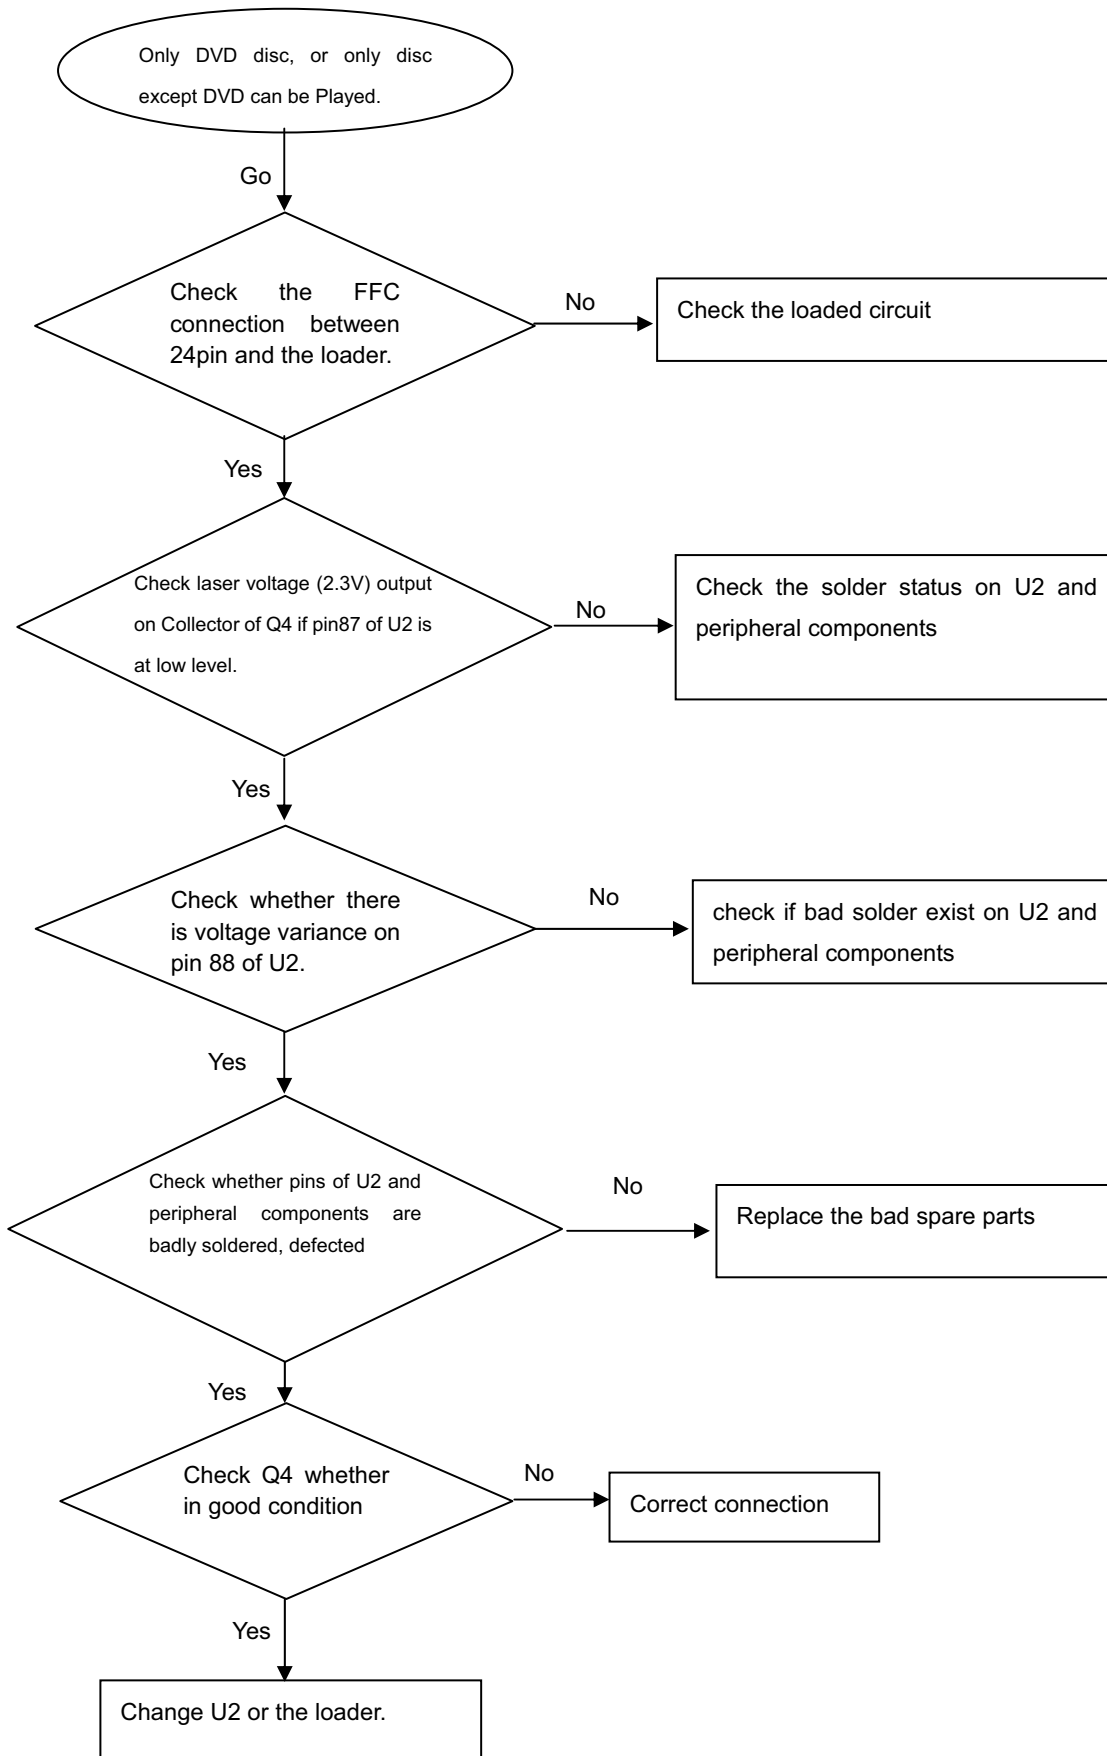 Only DVD disc, or only disc
except DVD can be Played.
Go
Check the FFC
connection between
24pin and the loader.
No
Check the loaded circuit
Yes
Check laser voltage (2.3V) output
on Collector of Q4 if pin87 of U2 is
at low level.
No
Check the solder status on U2 and
peripheral components
Yes
Check whether there
is voltage variance on
pin 88 of U2.
No
check if bad solder exist on U2 and
peripheral components
Yes
Check whether pins of U2 and
peripheral components are
badly soldered, defected
No
Replace the bad spare parts
Yes
Check Q4 whether
in good condition
No
Correct connection
Yes
Change U2 or the loader.